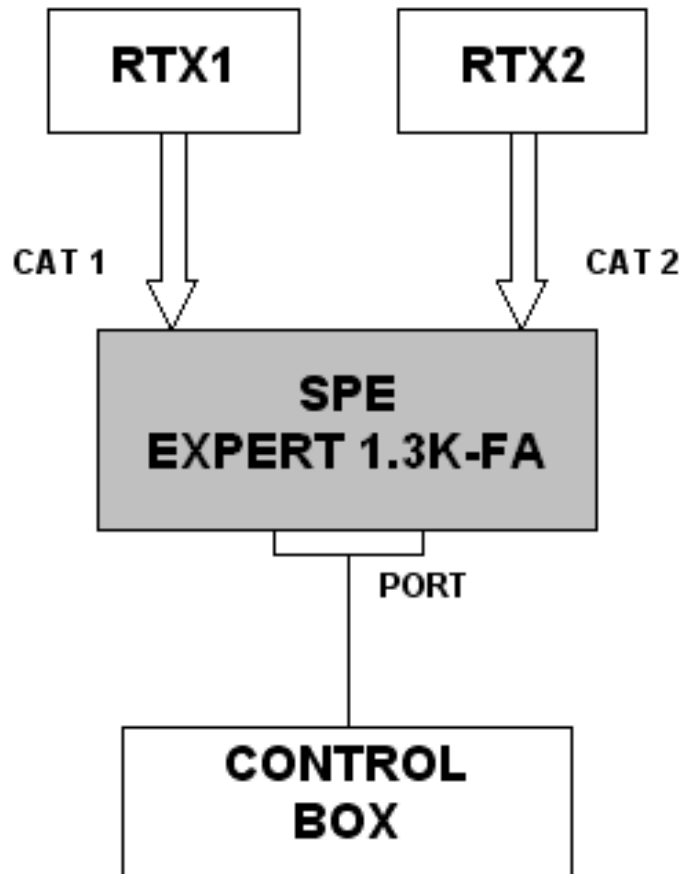 RTX1
RTX2
CAT 1
CAT 2
SPE
EXPERT 1.3K-FA
PORT
CONTROL
BOX